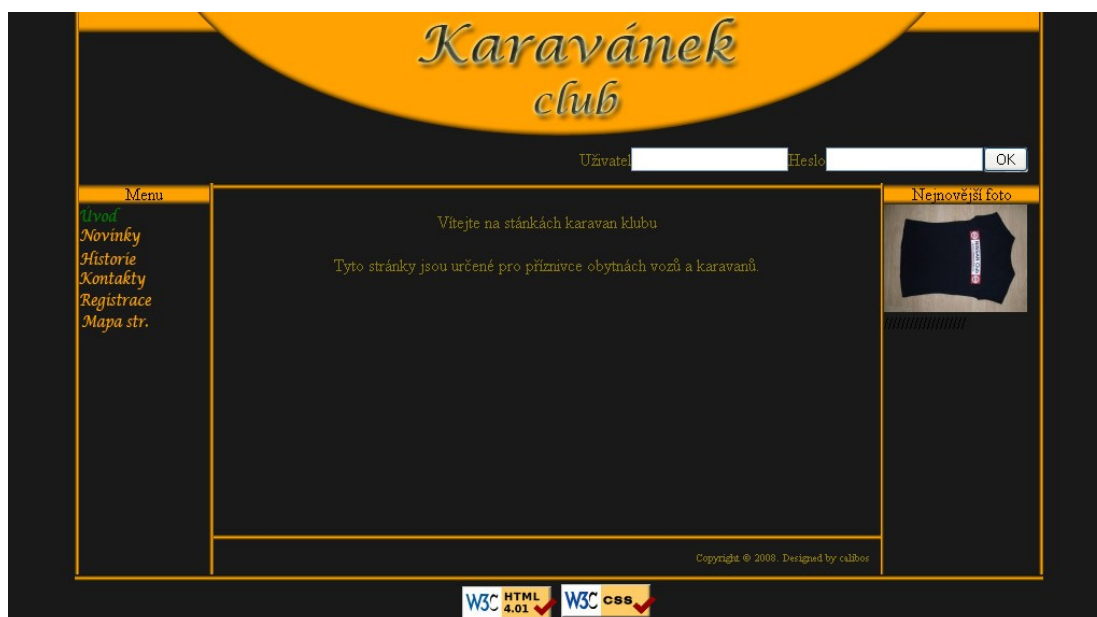 Karavánek
club
Uživatel Heslo OK
Menu
Úvod
Novinky
Historie
Kontakty
Registrace
Mapa str.
Vítejte na stánkách karavan klubu
Tyto stránky jsou určené pro příznivce obytnách vozů a karavanů.
Nejnovější foto
////////////////////
Copyright © 2008. Designed by calibos
W3C HTML 4.01
W3C css